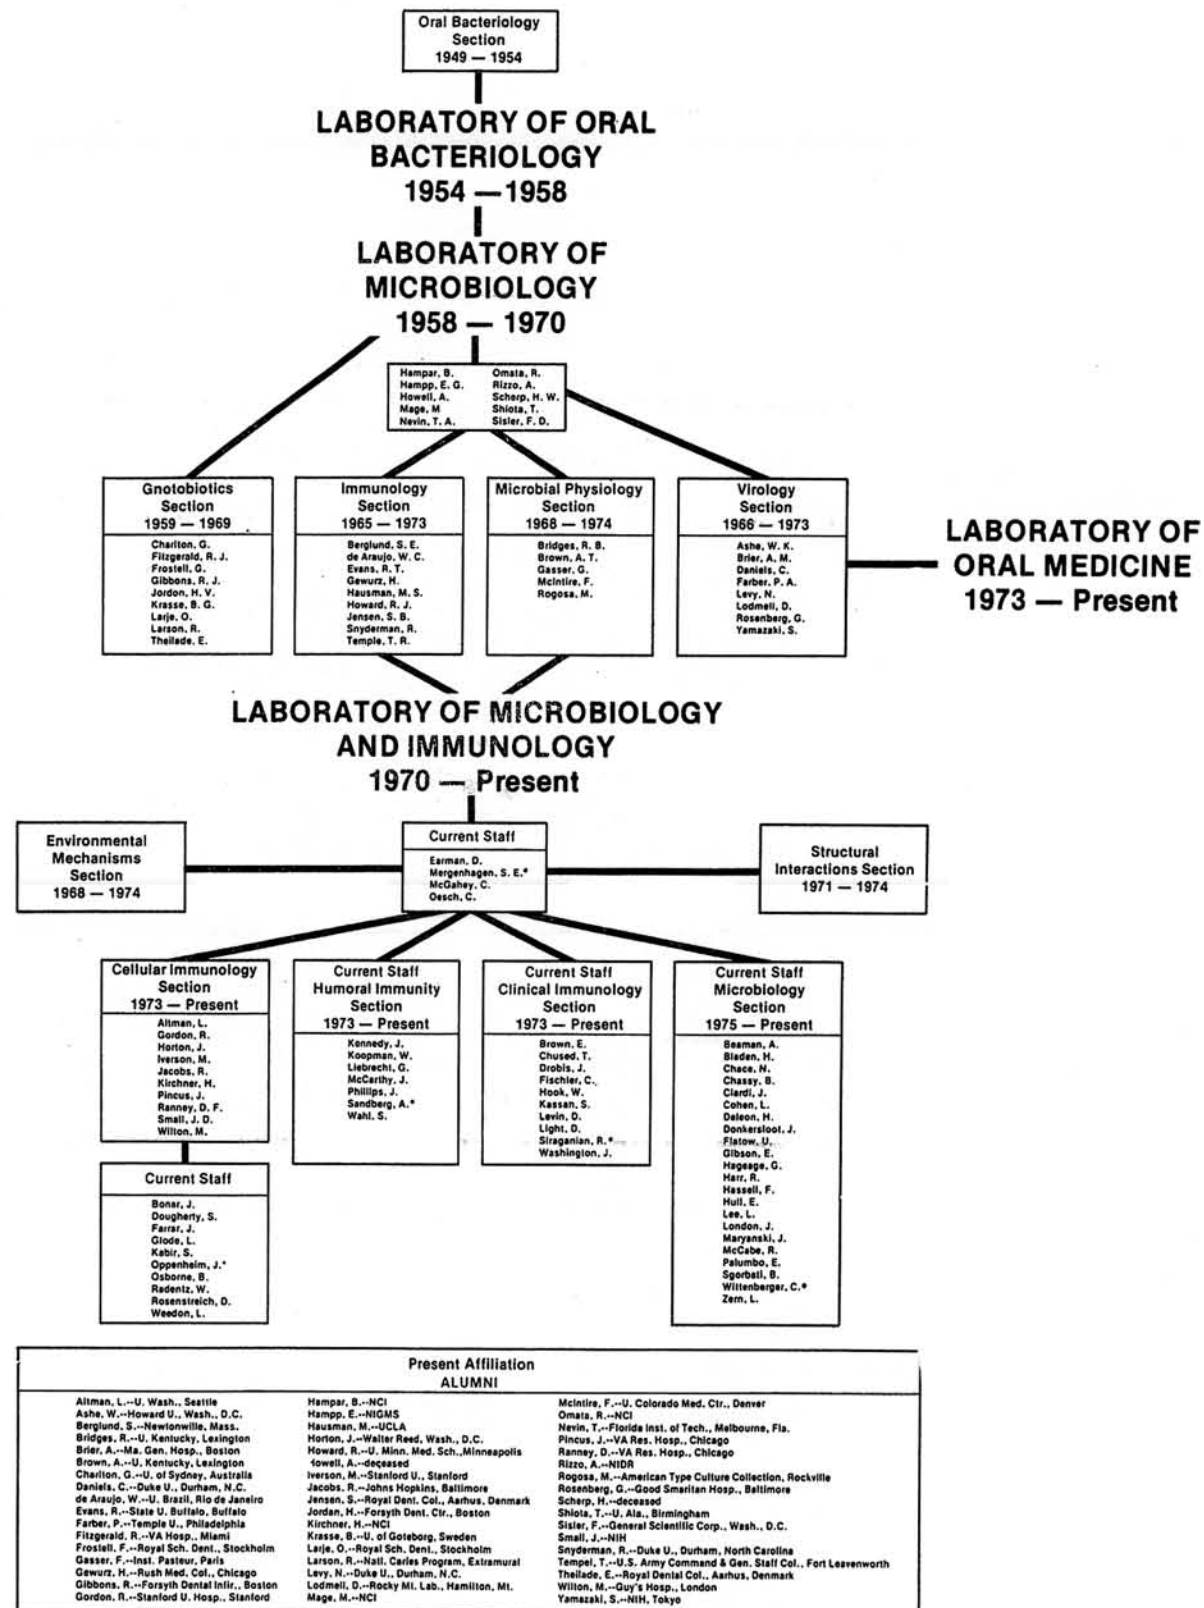 Oral Bacteriology
Section
1949 — 1954
LABORATORY OF ORAL
BACTERIOLOGY
1954 — 1958
LABORATORY OF
MICROBIOLOGY
1958 — 1970
Hampar, B.
Hampp, E. G.
Howell, A.
Mage, M
Nevin, T. A.
Omata, R.
Rizzo, A.
Scherp, H. W.
Shiota, T.
Sisler, F. D.
Gnotobiotics
Section
1959 — 1969
Charlton, G.
Fitzgerald, R. J.
Frostell, G.
Gibbons, R. J.
Jordon, H. V.
Krasse, B. G.
Larje, O.
Larson, R.
Theilade, E.
Immunology
Section
1965 — 1973
Berglund, S. E.
de Araujo, W. C.
Evans, R. T.
Gewurz, H.
Hausman, M. S.
Howard, R. J.
Jensen, S. B.
Snyderman, R.
Temple, T. R.
Microbial Physiology
Section
1968 — 1974
Bridges, R. B.
Brown, A. T.
Gasser, G.
McIntire, F.
Rogosa, M.
Virology
Section
1966 — 1973
Ashe, W. K.
Brier, A. M.
Daniels, C.
Farber, P. A.
Levy, N.
Lodmell, D.
Rosenberg, G.
Yamazaki, S.
LABORATORY OF
ORAL MEDICINE
1973 — Present
LABORATORY OF MICROBIOLOGY
AND IMMUNOLOGY
1970 — Present
Environmental
Mechanisms
Section
1968 — 1974
Current Staff
Earman, D.
Mergenhagen, S. E.*
McGahey, C.
Oesch, C.
Structural
Interactions Section
1971 — 1974
Cellular Immunology
Section
1973 — Present
Altman, L.
Gordon, R.
Horton, J.
Iverson, M.
Jacobs, R.
Kirchner, H.
Pincus, J.
Ranney, D. F.
Small, J. D.
Wilton, M.
Current Staff
Bonar, J.
Dougherty, S.
Farrar, J.
Glode, L.
Kabir, S.
Oppenheim, J.*
Osborne, B.
Radentz, W.
Rosenstreich, D.
Weedon, L.
Current Staff
Humoral Immunity
Section
1973 — Present
Kennedy, J.
Koopman, W.
Liebrecht, G.
McCarthy, J.
Phillips, J.
Sandberg, A.*
Wahl, S.
Current Staff
Clinical Immunology
Section
1973 — Present
Brown, E.
Chused, T.
Drobis, J.
Fischler, C.
Hook, W.
Kassan, S.
Levin, D.
Light, D.
Siraganian, R.*
Washington, J.
Current Staff
Microbiology
Section
1975 — Present
Beaman, A.
Bladen, H.
Chace, N.
Chassy, B.
Ciardi, J.
Cohen, L.
Daleon, H.
Donkersloot, J.
Flatow, U.
Gibson, E.
Hageage, G.
Harr, R.
Hassell, F.
Hull, E.
Lee, L.
London, J.
Maryanski, J.
McCabe, R.
Palumbo, E.
Sgorbati, B.
Wittenberger, C.*
Zern, L.
Present Affiliation
ALUMNI
Altman, L.--U. Wash., Seattle
Ashe, W.--Howard U., Wash., D.C.
Berglund, S.--Newtonville, Mass.
Bridges, R.--U. Kentucky, Lexington
Brier, A.--Ma. Gen. Hosp., Boston
Brown, A.--U. Kentucky, Lexington
Charlton, G.--U. of Sydney, Australia
Daniels, C.--Duke U., Durham, N.C.
de Araujo, W.--U. Brazil, Rio de Janeiro
Evans, R.--State U. Buffalo, Buffalo
Farber, P.--Temple U., Philadelphia
Fitzgerald, R.--VA Hosp., Miami
Frostell, F.--Royal Sch. Dent., Stockholm
Gasser, F.--Inst. Pasteur, Paris
Gewurz, H.--Rush Med. Col., Chicago
Gibbons, R.--Forsyth Dental Infir., Boston
Gordon, R.--Stanford U. Hosp., Stanford
Hampar, B.--NCI
Hampp, E.--NIGMS
Hausman, M.--UCLA
Horton, J.--Walter Reed, Wash., D.C.
Howard, R.--U. Minn. Med. Sch.,Minneapolis
Howell, A.--deceased
Iverson, M.--Stanford U., Stanford
Jacobs, R.--Johns Hopkins, Baltimore
Jensen, S.--Royal Dent. Col., Aarhus, Denmark
Jordan, H.--Forsyth Dent. Ctr., Boston
Kirchner, H.--NCI
Krasse, B.--U. of Goteborg, Sweden
Larje, O.--Royal Sch. Dent., Stockholm
Larson, R.--Natl. Caries Program, Extramural
Levy, N.--Duke U., Durham, N.C.
Lodmell, D.--Rocky Mt. Lab., Hamilton, Mt.
Mage, M.--NCI
McIntire, F.--U. Colorado Med. Ctr., Denver
Omata, R.--NCI
Nevin, T.--Florida Inst. of Tech., Melbourne, Fla.
Pincus, J.--VA Res. Hosp., Chicago
Ranney, D.--VA Res. Hosp., Chicago
Rizzo, A.--NIDR
Rogosa, M.--American Type Culture Collection, Rockville
Rosenberg, G.--Good Smaritan Hosp., Baltimore
Scherp, H.--deceased
Shiota, T.--U. Ala., Birmingham
Sisler, F.--General Scientific Corp., Wash., D.C.
Small, J.--NIH
Snyderman, R.--Duke U., Durham, North Carolina
Tempel, T.--U.S. Army Command & Gen. Staff Col., Fort Leavenworth
Theilade, E.--Royal Dental Col., Aarhus, Denmark
Wilton, M.--Guy's Hosp., London
Yamazaki, S.--NIH, Tokyo